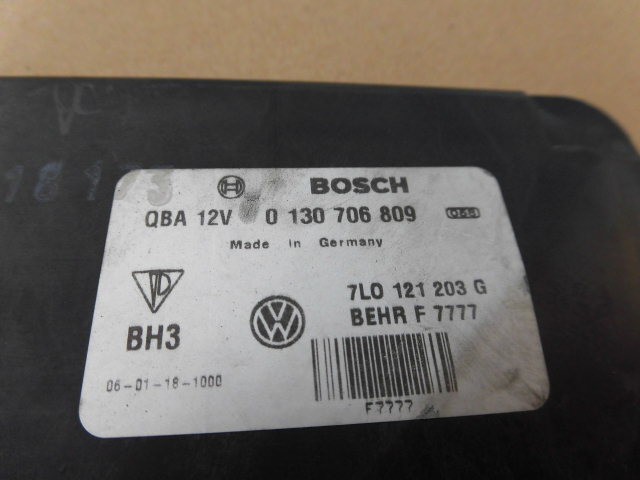 18193
BOSCH
QBA 12V 0 130 706 809
Made in Germany
7L0 121 203 G
BEHR F 7777
BH3
06-01-18-1000
F7777